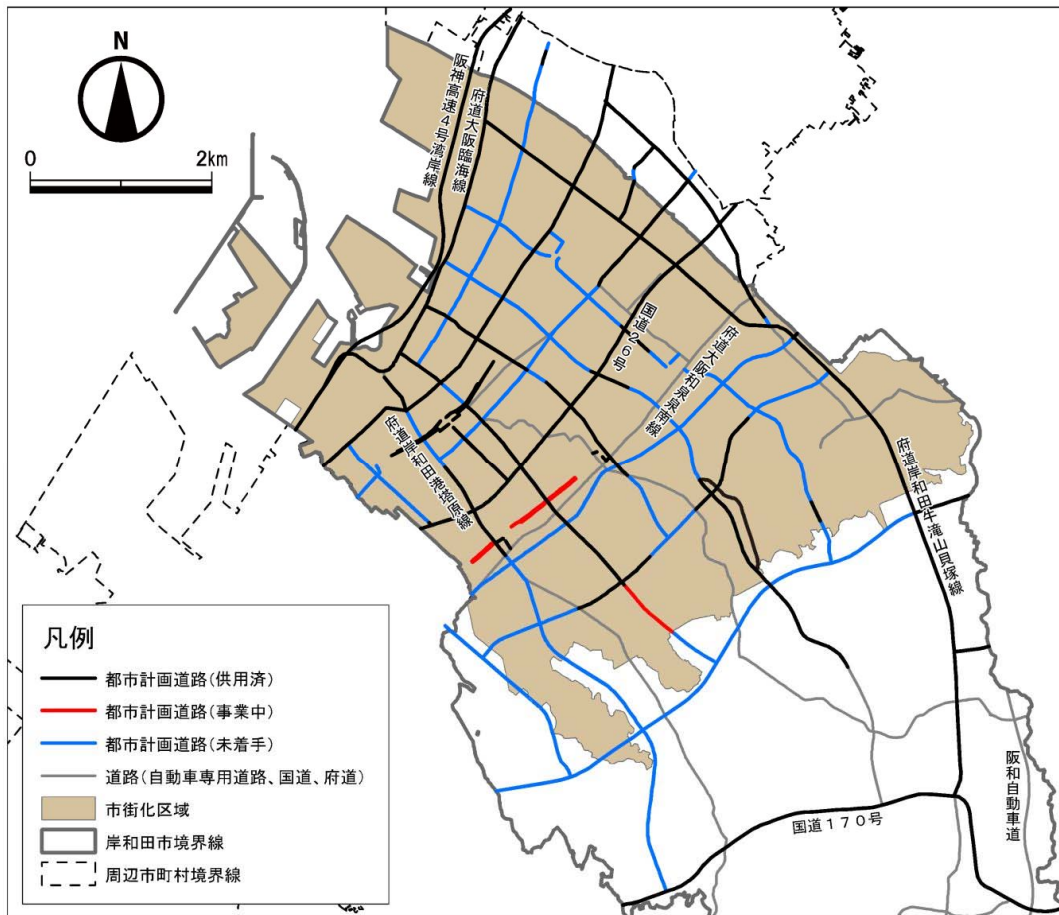 N
0 2km
阪神高速4号湾岸線
府道大阪臨海線
国道26号
府道大阪和泉泉南線
府道岸和田港塔原線
府道岸和田牛滝山貝塚線
国道170号
阪和自動車道
凡例
都市計画道路(供用済)
都市計画道路(事業中)
都市計画道路(未着手)
道路(自動車専用道路、国道、府道)
市街化区域
岸和田市境界線
周辺市町村境界線